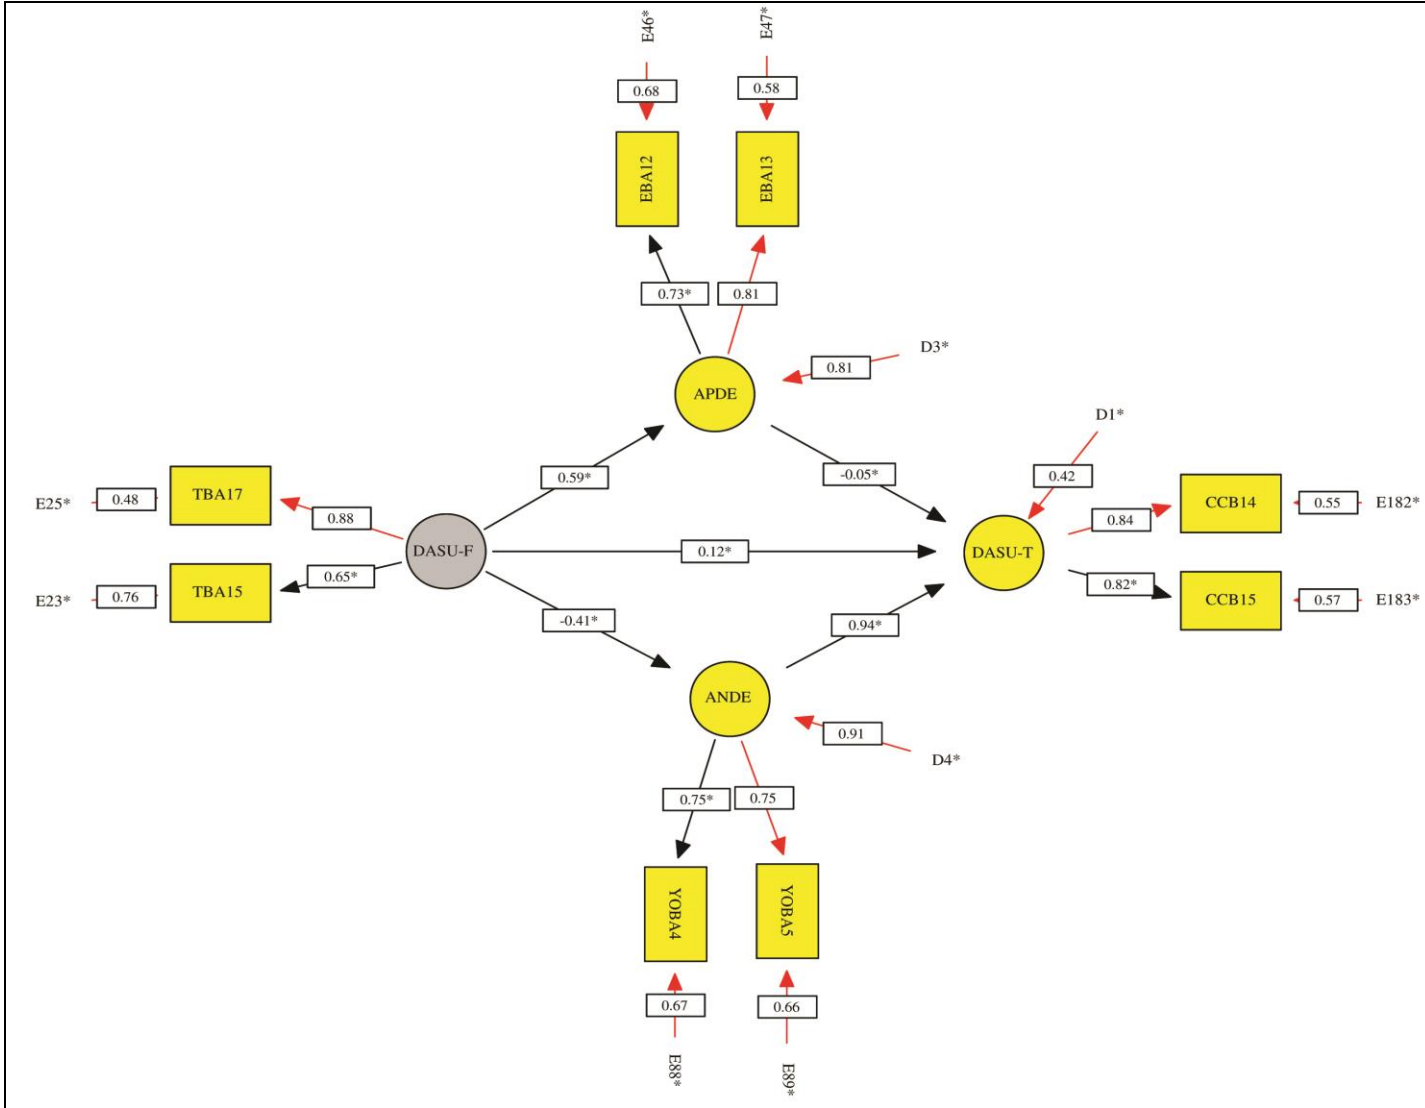 E46*
E47*
0.68
0.58
EBA12
EBA13
0.73*
0.81
D3*
0.81
APDE
D1*
0.59*
-0.05*
0.42
TBA17
E25*
0.48
0.88
CCB14
0.55
E182*
0.84
DASU-F
0.12*
DASU-T
TBA15
E23*
0.76
0.65*
0.82*
CCB15
0.57
E183*
-0.41*
0.94*
ANDE
0.91
D4*
0.75*
0.75
YOBA4
YOBA5
0.67
0.66
E88*
E89*